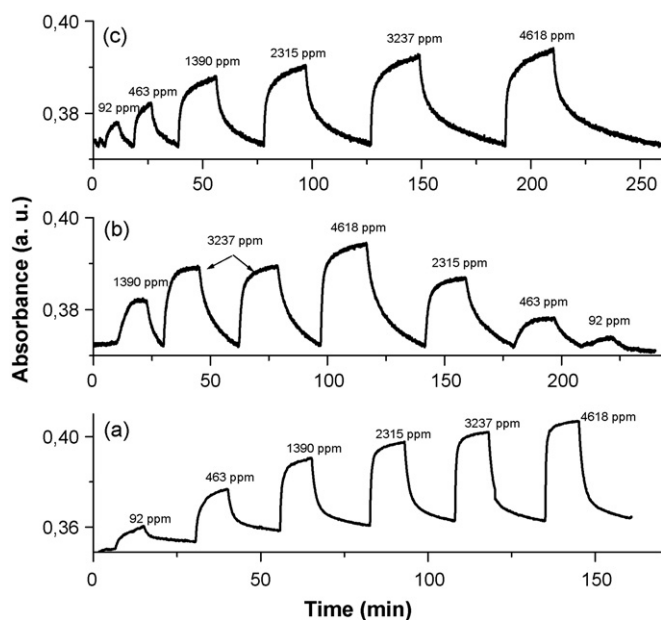 0,40
(c)
92 ppm
463 ppm
1390 ppm
2315 ppm
3237 ppm
4618 ppm
0,38
0 50 100 150 200 250
Absorbance (a. u.)
0,40
(b)
1390 ppm
3237 ppm
4618 ppm
2315 ppm
463 ppm
92 ppm
0,38
0 50 100 150 200
(a)
0,40
92 ppm
463 ppm
1390 ppm
2315 ppm
3237 ppm
4618 ppm
0,36
0 50 100 150
Time (min)